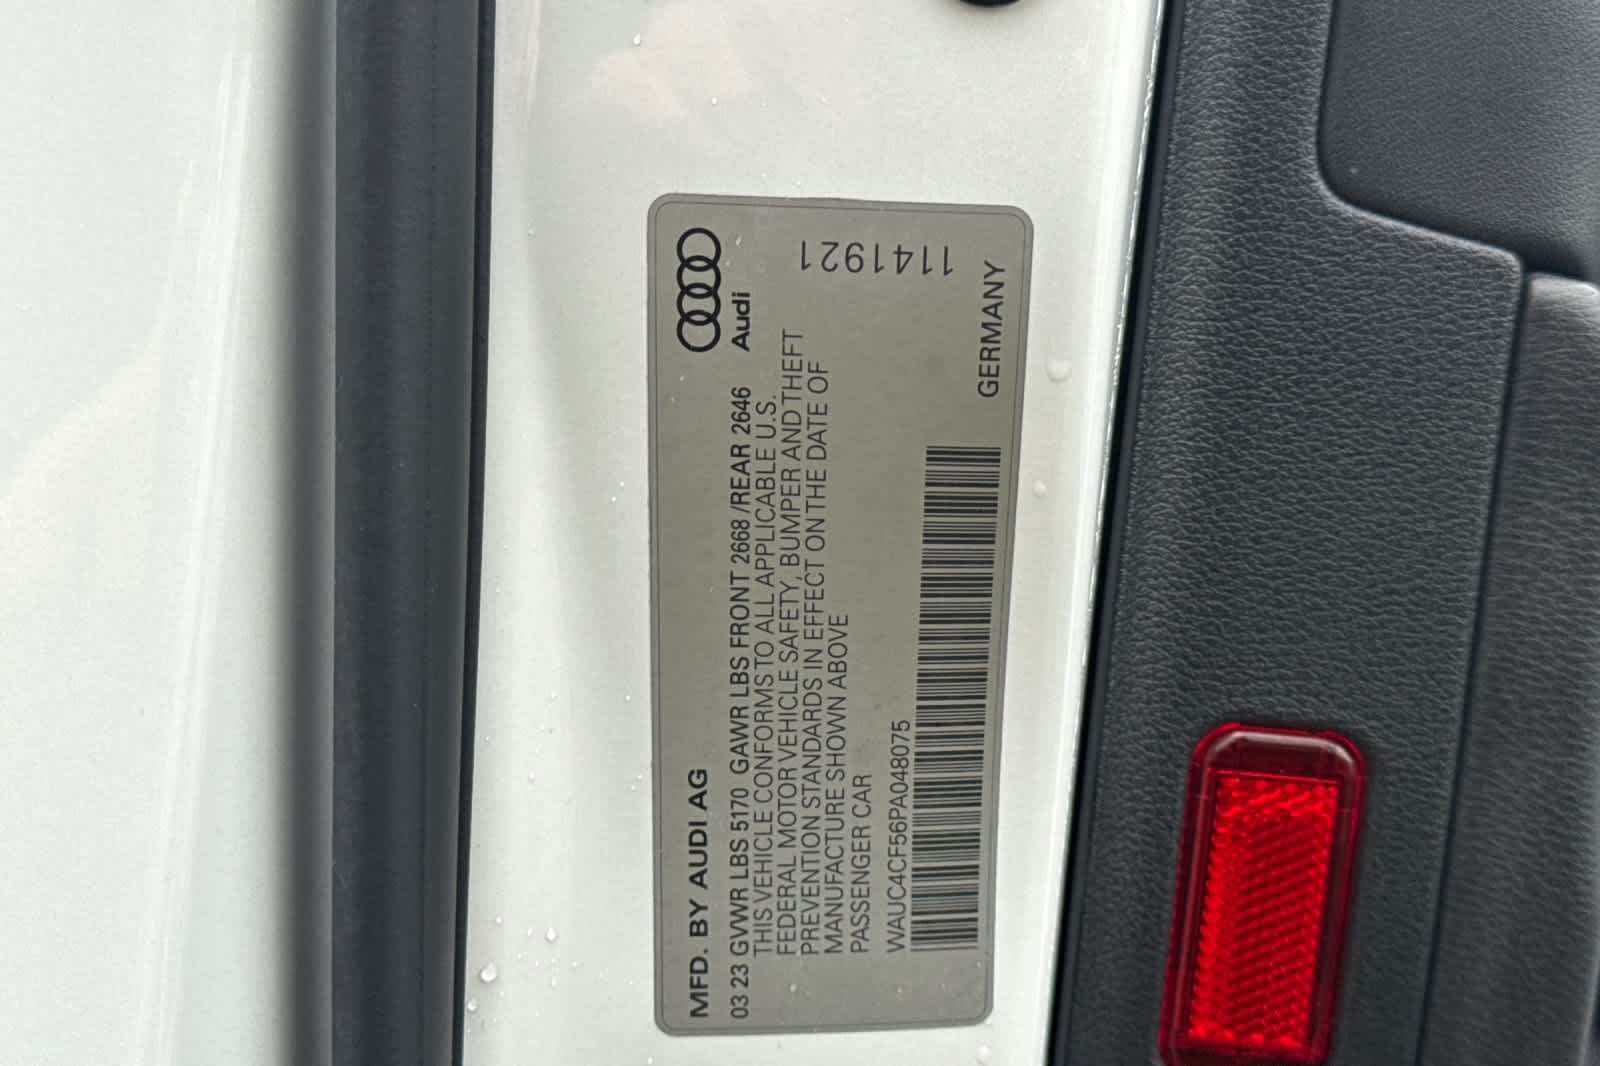 Audi
MFD. BY AUDI AG
03 23 GVWR LBS 5170 GAWR LBS FRONT 2668 /REAR 2646
THIS VEHICLE CONFORMS TO ALL APPLICABLE U.S.
FEDERAL MOTOR VEHICLE SAFETY, BUMPER AND THEFT
PREVENTION STANDARDS IN EFFECT ON THE DATE OF
MANUFACTURE SHOWN ABOVE
PASSENGER CAR
WAUC4CF56PA048075
GERMANY
1141921